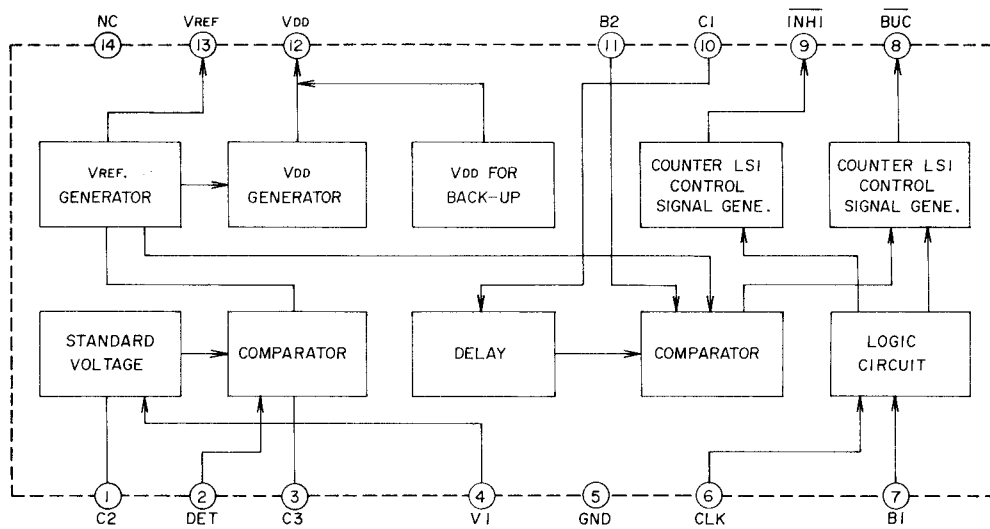 NC VREF VDD B2 C1 INHI BUC
14 13 12 11 10 9 8
VREF. GENERATOR
VDD GENERATOR
VDD FOR BACK-UP
COUNTER LSI CONTROL SIGNAL GENE.
COUNTER LSI CONTROL SIGNAL GENE.
STANDARD VOLTAGE
COMPARATOR
DELAY
COMPARATOR
LOGIC CIRCUIT
1 2 3 4 5 6 7
C2 DET C3 V1 GND CLK B1